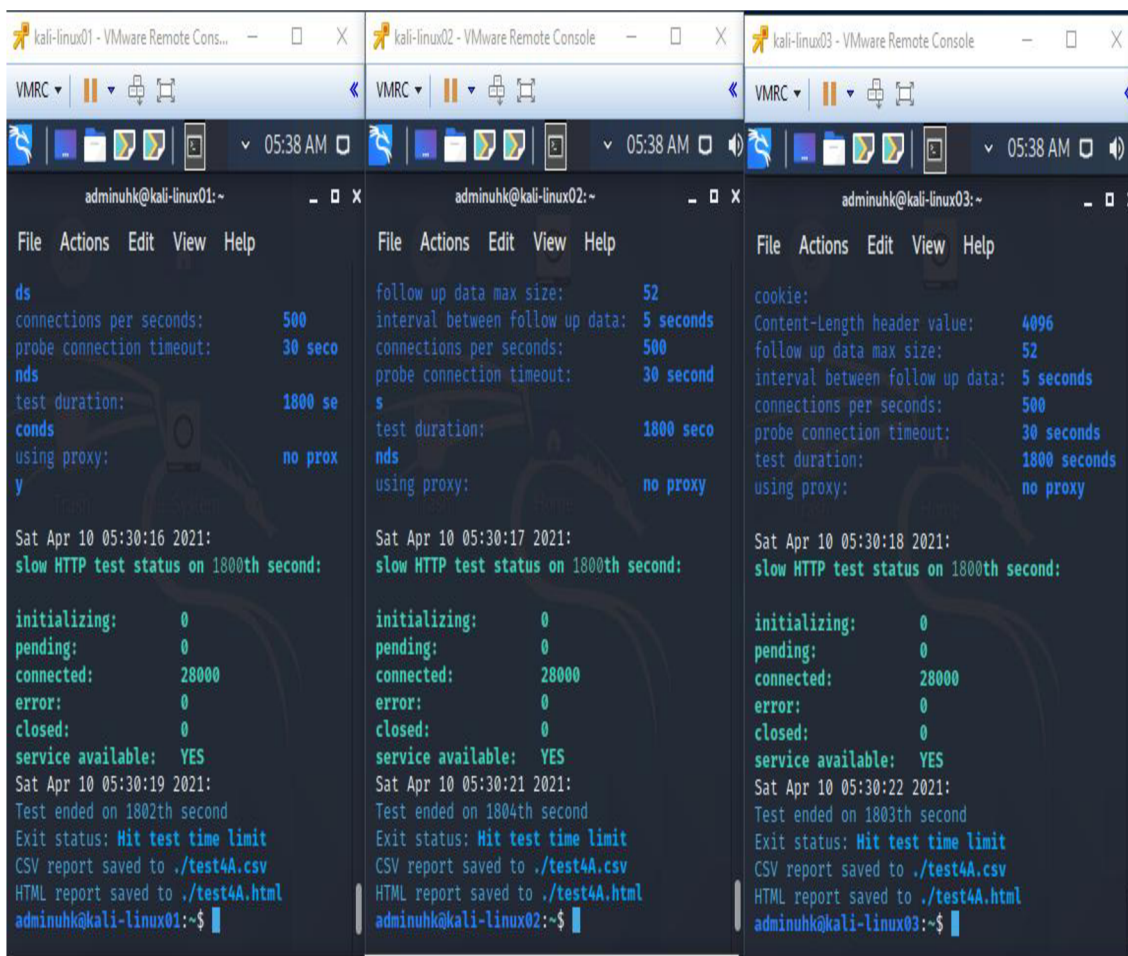 kali-linux01 - VMware Remote Cons...
VMRC
05:38 AM
adminuhk@kali-linux01:~
File Actions Edit View Help
ds
connections per seconds: 500
probe connection timeout: 30 seco
nds
test duration: 1800 se
conds
using proxy: no prox
y
Sat Apr 10 05:30:16 2021:
slow HTTP test status on 1800th second:
initializing: 0
pending: 0
connected: 28000
error: 0
closed: 0
service available: YES
Sat Apr 10 05:30:19 2021:
Test ended on 1802th second
Exit status: Hit test time limit
CSV report saved to ./test4A.csv
HTML report saved to ./test4A.html
adminuhk@kali-linux01:~$
kali-linux02 - VMware Remote Console
VMRC
05:38 AM
adminuhk@kali-linux02:~
File Actions Edit View Help
follow up data max size: 52
interval between follow up data: 5 seconds
connections per seconds: 500
probe connection timeout: 30 second
s
test duration: 1800 seco
nds
using proxy: no proxy
Sat Apr 10 05:30:17 2021:
slow HTTP test status on 1800th second:
initializing: 0
pending: 0
connected: 28000
error: 0
closed: 0
service available: YES
Sat Apr 10 05:30:21 2021:
Test ended on 1804th second
Exit status: Hit test time limit
CSV report saved to ./test4A.csv
HTML report saved to ./test4A.html
adminuhk@kali-linux02:~$
kali-linux03 - VMware Remote Console
VMRC
05:38 AM
adminuhk@kali-linux03:~
File Actions Edit View Help
cookie:
Content-Length header value: 4096
follow up data max size: 52
interval between follow up data: 5 seconds
connections per seconds: 500
probe connection timeout: 30 seconds
test duration: 1800 seconds
using proxy: no proxy
Sat Apr 10 05:30:18 2021:
slow HTTP test status on 1800th second:
initializing: 0
pending: 0
connected: 28000
error: 0
closed: 0
service available: YES
Sat Apr 10 05:30:22 2021:
Test ended on 1803th second
Exit status: Hit test time limit
CSV report saved to ./test4A.csv
HTML report saved to ./test4A.html
adminuhk@kali-linux03:~$